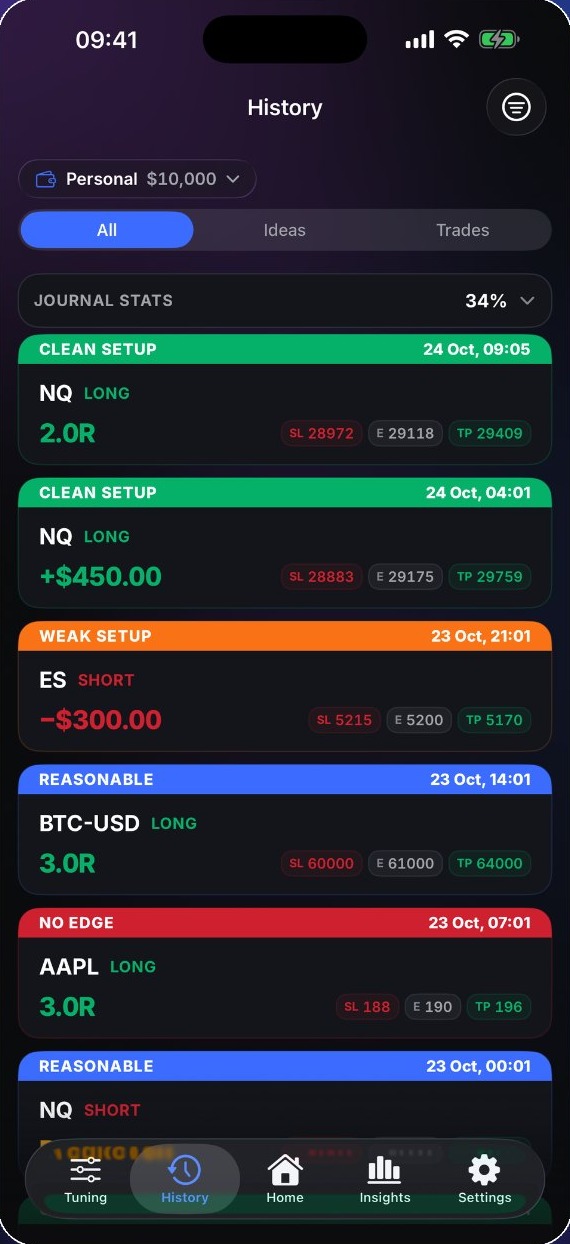 09:41
History
Personal $10,000
All Ideas Trades
JOURNAL STATS 34%
CLEAN SETUP 24 Oct, 09:05
NQ LONG
2.0R SL 28972 E 29118 TP 29409
CLEAN SETUP 24 Oct, 04:01
NQ LONG
+$450.00 SL 28883 E 29175 TP 29759
WEAK SETUP 23 Oct, 21:01
ES SHORT
−$300.00 SL 5215 E 5200 TP 5170
REASONABLE 23 Oct, 14:01
BTC-USD LONG
3.0R SL 60000 E 61000 TP 64000
NO EDGE 23 Oct, 07:01
AAPL LONG
3.0R SL 188 E 190 TP 196
REASONABLE 23 Oct, 00:01
NQ SHORT
Tuning History Home Insights Settings